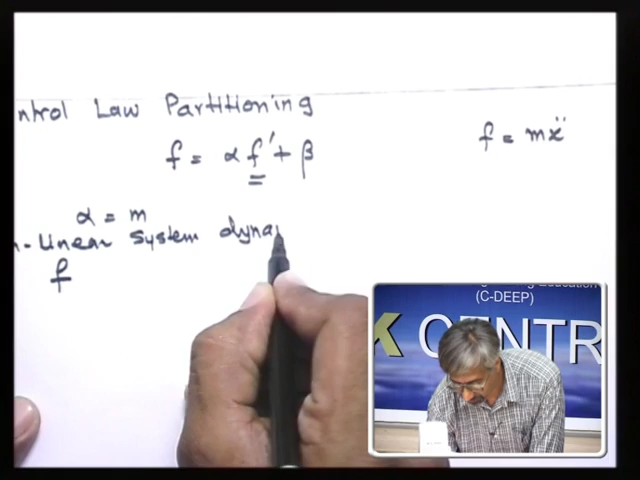 ntrol Law Partitioning
f = αf' + β
f = mẍ
α = m
n-linear system dyna
f
(C-DEEP)
CENTR